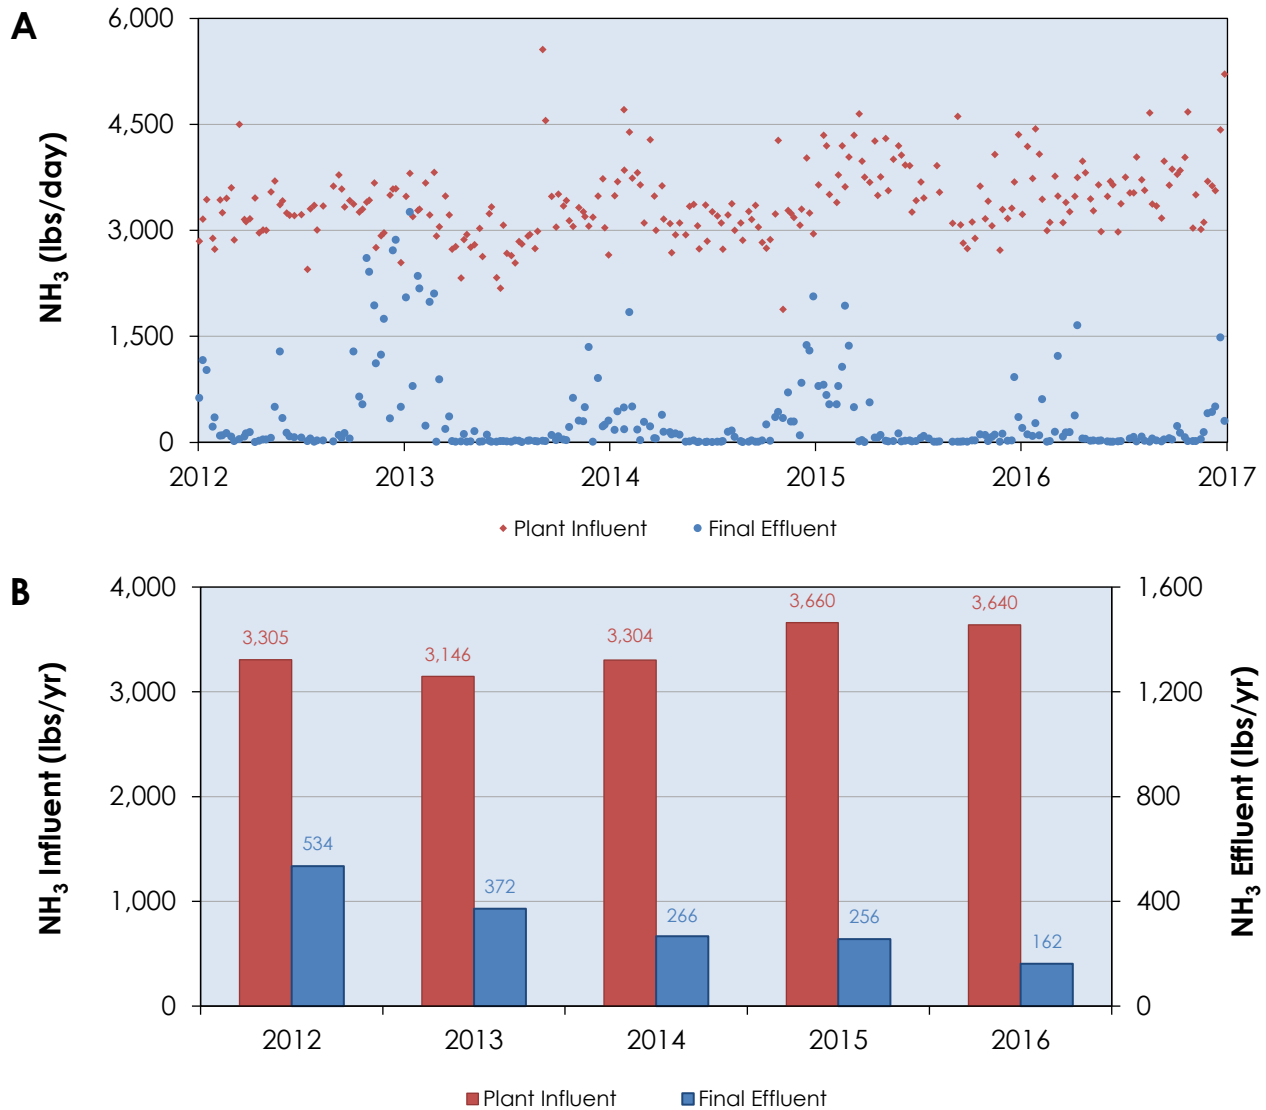 A
6,000
4,500
3,000
1,500
0
NH3 (lbs/day)
2012 2013 2014 2015 2016 2017
Plant Influent Final Effluent
B
4,000
3,000
2,000
1,000
0
NH3 Influent (lbs/yr)
1,600
1,200
800
400
0
NH3 Effluent (lbs/yr)
3,305 3,146 3,304 3,660 3,640
534 372 266 256 162
2012 2013 2014 2015 2016
Plant Influent Final Effluent